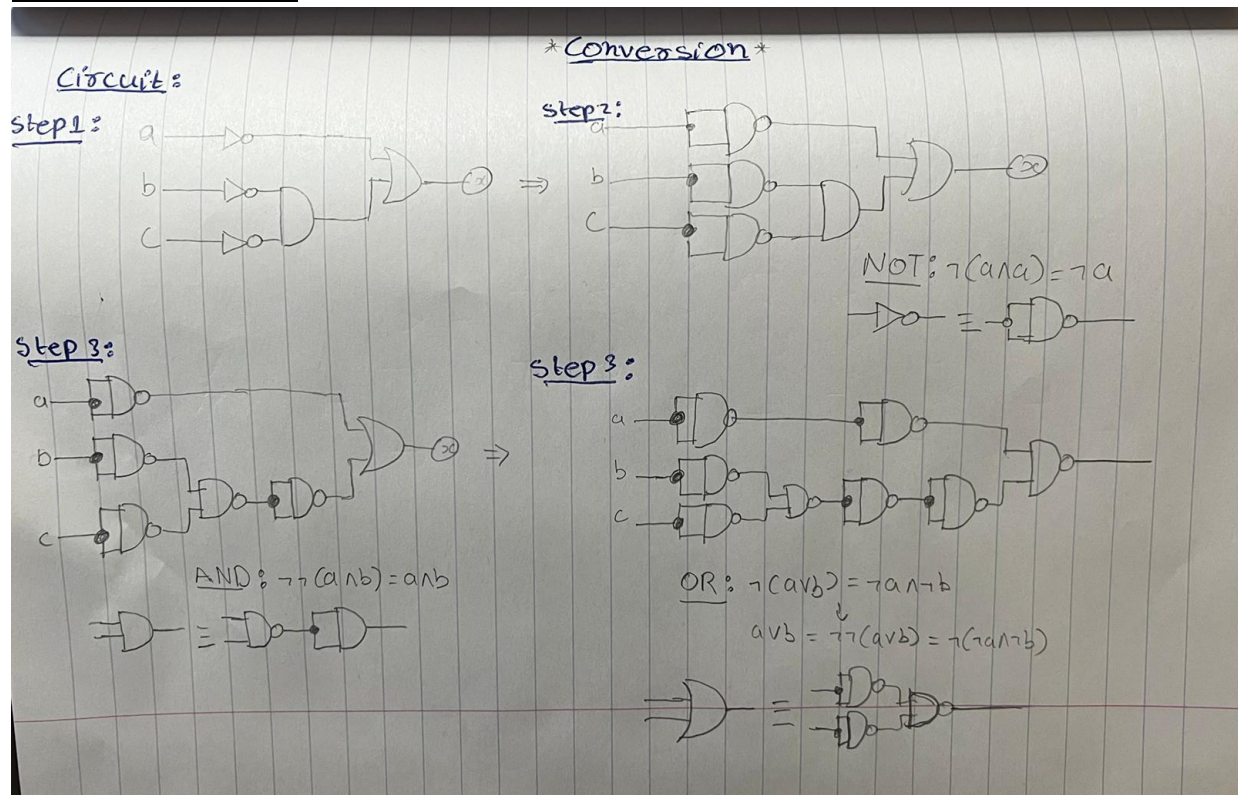 *Conversion*
Circuit:
Step1:
a
b
c
x
⇒
Step2:
a
b
c
x
NOT: ¬(a∧a)=¬a
≡
Step 3:
a
b
c
x
⇒
AND: ¬¬(a∧b)=a∧b
≡
Step 3:
a
b
c
OR: ¬(a∨b)=¬a∧¬b
↓
a∨b = ¬¬(a∨b) = ¬(¬a∧¬b)
≡